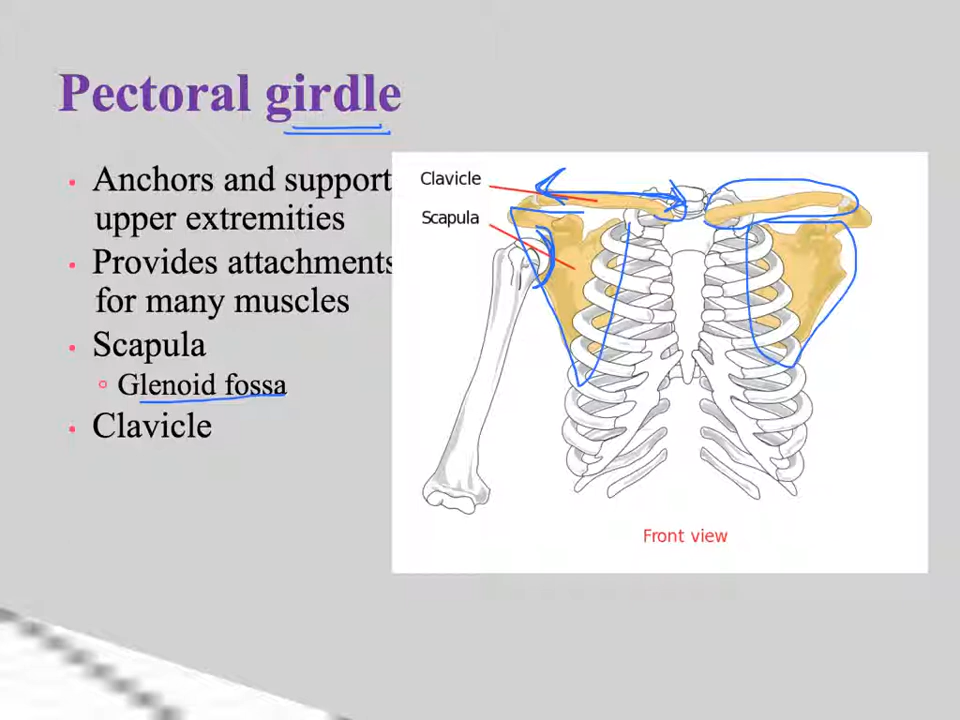 Pectoral girdle
• Anchors and support
upper extremities
• Provides attachments
for many muscles
• Scapula
▫ Glenoid fossa
• Clavicle
Clavicle
Scapula
Front view